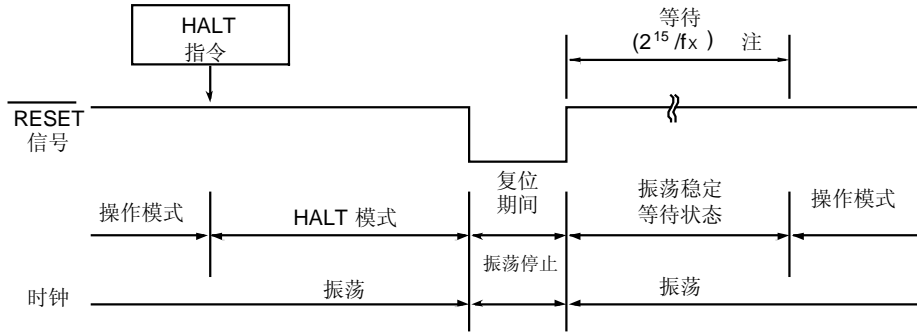 HALT
指令
等待
(2¹⁵/fx) 注
RESET
信号
操作模式
HALT 模式
复位
期间
振荡稳定
等待状态
操作模式
振荡停止
时钟
振荡
振荡